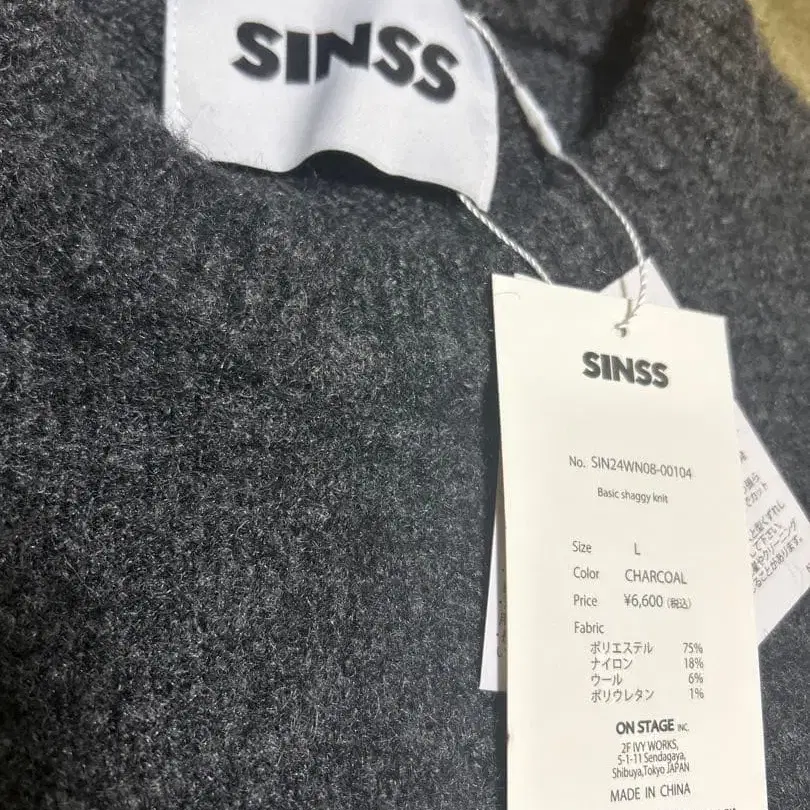 SINSS
SINSS
No. SIN24WN08-00104
Basic shaggy knit
Size L
Color CHARCOAL
Price ¥6,600(税込)
Fabric
ポリエステル 75%
ナイロン 18%
ウール 6%
ポリウレタン 1%
ON STAGE INC.
2F IVY WORKS,
5-1-11 Sendagaya,
Shibuya,Tokyo JAPAN
MADE IN CHINA